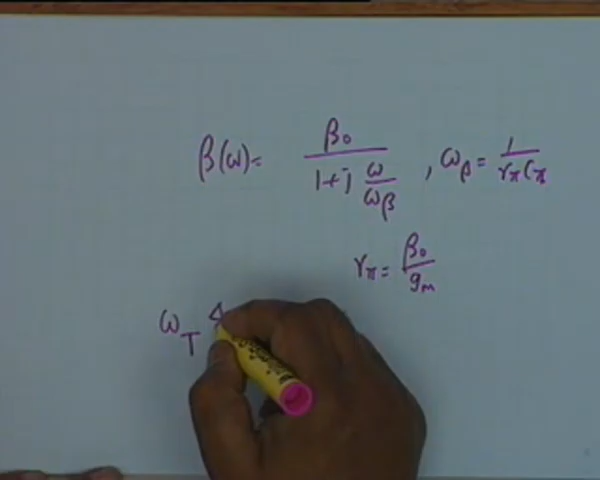 β(ω) = β₀ / (1+j ω/ω_β) , ω_β = 1 / (r_π C_π)
r_π = β₀ / g_m
ω_T ≜